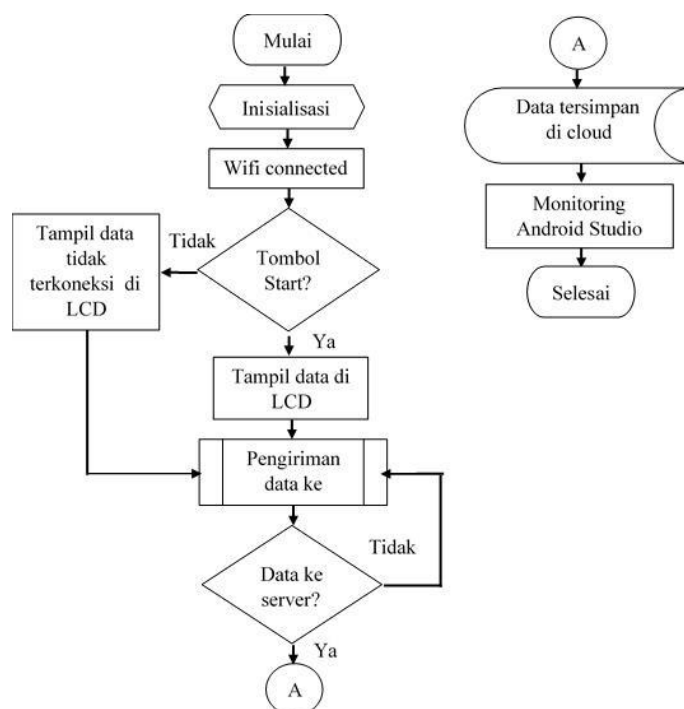 Mulai
Inisialisasi
Wifi connected
Tombol
Start?
Tidak
Tampil data
tidak
terkoneksi di
LCD
Ya
Tampil data di
LCD
Pengiriman
data ke
Tidak
Data ke
server?
Ya
A
A
Data tersimpan
di cloud
Monitoring
Android Studio
Selesai